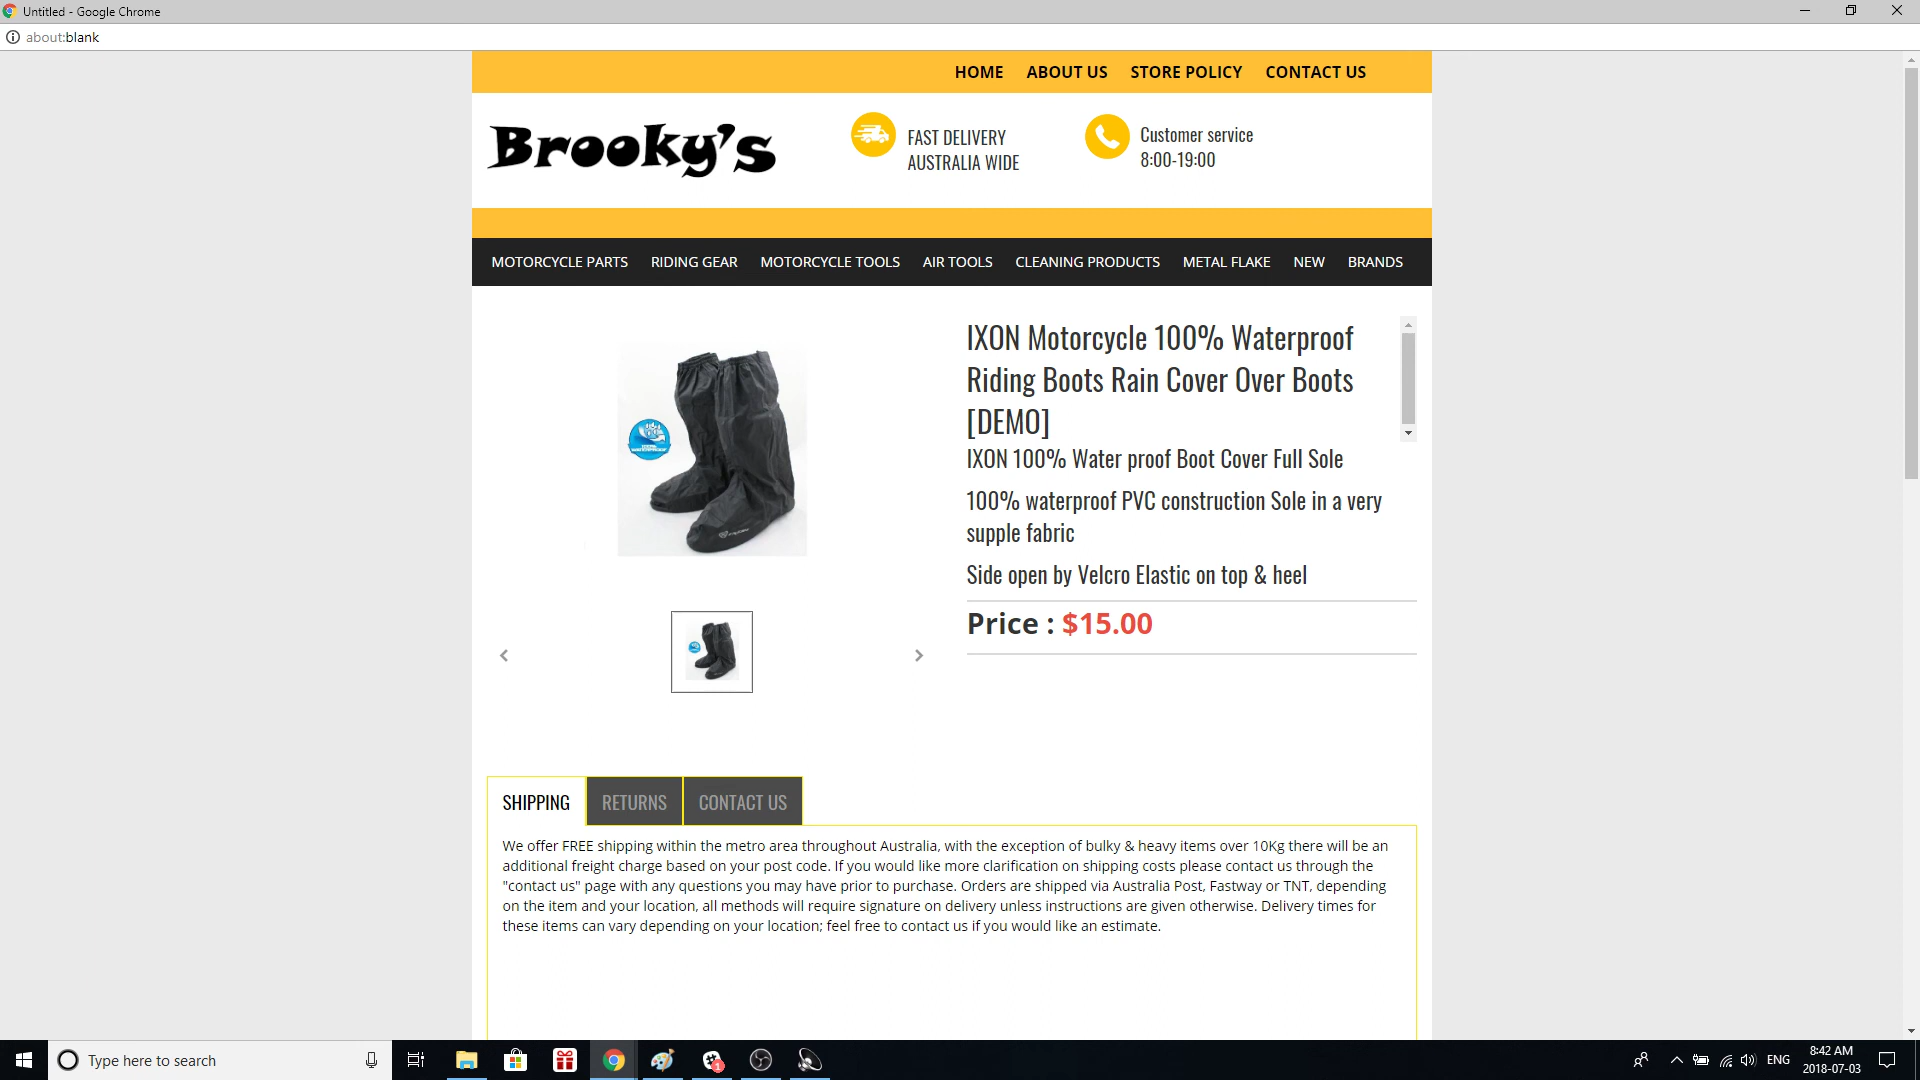 Untitled - Google Chrome
about:blank
HOME ABOUT US STORE POLICY CONTACT US
Brooky's
FAST DELIVERY
AUSTRALIA WIDE
Customer service
8:00-19:00
MOTORCYCLE PARTS RIDING GEAR MOTORCYCLE TOOLS AIR TOOLS CLEANING PRODUCTS METAL FLAKE NEW BRANDS
IXON Motorcycle 100% Waterproof
Riding Boots Rain Cover Over Boots
[DEMO]
IXON 100% Water proof Boot Cover Full Sole
100% waterproof PVC construction Sole in a very
supple fabric
Side open by Velcro Elastic on top & heel
Price : $15.00
SHIPPING RETURNS CONTACT US
We offer FREE shipping within the metro area throughout Australia, with the exception of bulky & heavy items over 10Kg there will be an
additional freight charge based on your post code. If you would like more clarification on shipping costs please contact us through the
"contact us" page with any questions you may have prior to purchase. Orders are shipped via Australia Post, Fastway or TNT, depending
on the item and your location, all methods will require signature on delivery unless instructions are given otherwise. Delivery times for
these items can vary depending on your location; feel free to contact us if you would like an estimate.
Type here to search
1
ENG
8:42 AM
2018-07-03